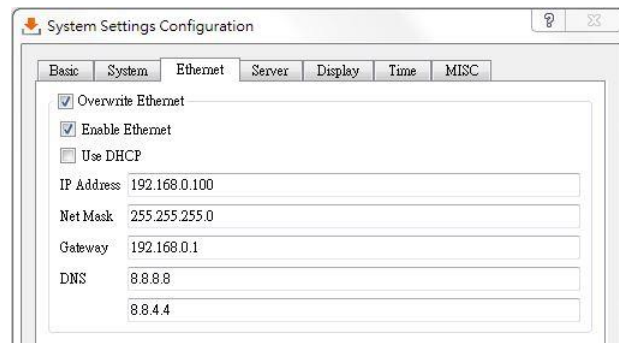 System Settings Configuration
Basic System Ethernet Server Display Time MISC
Overwrite Ethernet
Enable Ethernet
Use DHCP
IP Address 192.168.0.100
Net Mask 255.255.255.0
Gateway 192.168.0.1
DNS 8.8.8.8
8.8.4.4